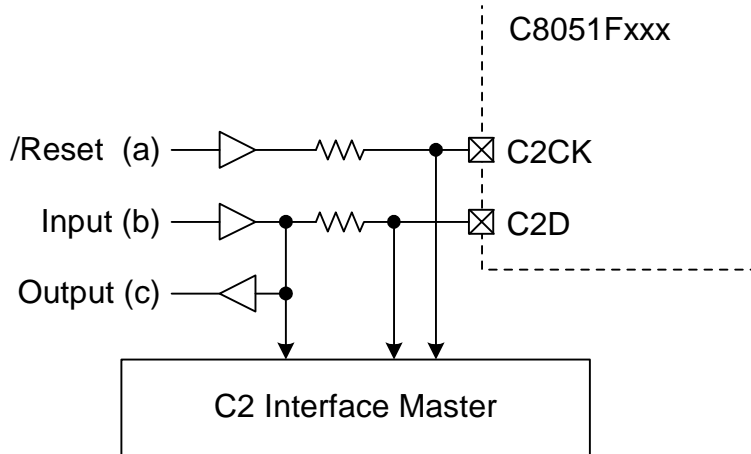 C8051Fxxx
/Reset (a)
C2CK
Input (b)
C2D
Output (c)
C2 Interface Master